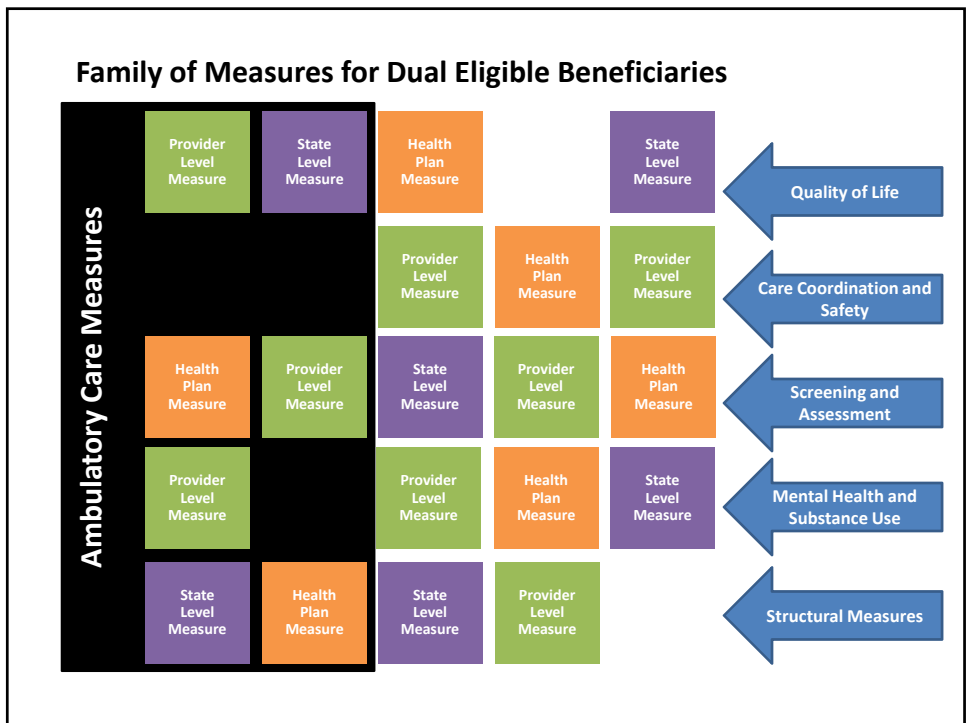 Family of Measures for Dual Eligible Beneficiaries
Ambulatory Care Measures
Provider
Level
Measure
State
Level
Measure
Health
Plan
Measure
State
Level
Measure
Quality of Life
Provider
Level
Measure
Health
Plan
Measure
Provider
Level
Measure
Care Coordination and
Safety
Health
Plan
Measure
Provider
Level
Measure
State
Level
Measure
Provider
Level
Measure
Health
Plan
Measure
Screening and
Assessment
Provider
Level
Measure
Provider
Level
Measure
Health
Plan
Measure
State
Level
Measure
Mental Health and
Substance Use
State
Level
Measure
Health
Plan
Measure
State
Level
Measure
Provider
Level
Measure
Structural Measures